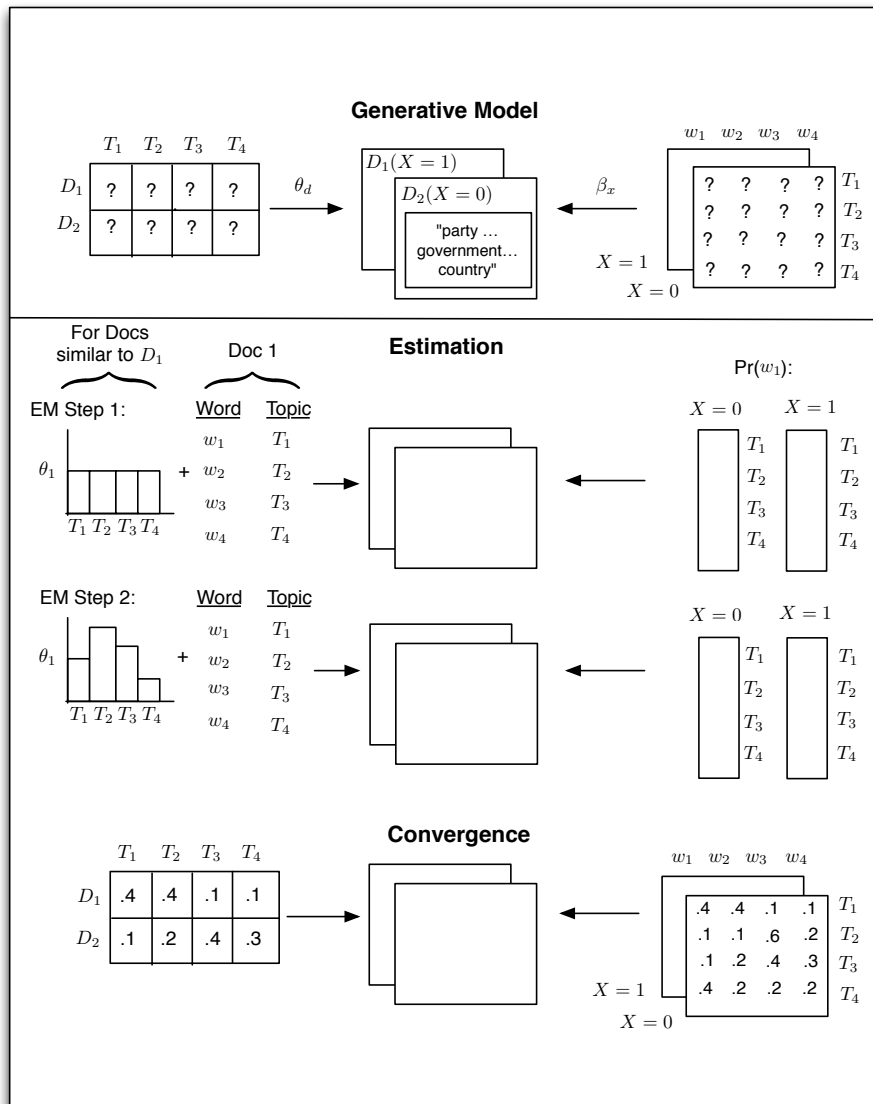 Generative Model
T1 T2 T3 T4
D1 ? ? ? ?
D2 ? ? ? ?
θd
D1(X = 1)
D2(X = 0)
"party ...
government...
country"
βx
w1 w2 w3 w4
? ? ? ? T1
? ? ? ? T2
? ? ? ? T3
? ? ? ? T4
X = 1
X = 0
For Docs
similar to D1
Doc 1
Estimation
Pr(w1):
EM Step 1:
θ1
T1 T2 T3 T4
+
Word Topic
w1 T1
w2 T2
w3 T3
w4 T4
X = 0 X = 1
T1 T1
T2 T2
T3 T3
T4 T4
EM Step 2:
θ1
T1 T2 T3 T4
+
Word Topic
w1 T1
w2 T2
w3 T3
w4 T4
X = 0 X = 1
T1 T1
T2 T2
T3 T3
T4 T4
Convergence
T1 T2 T3 T4
D1 .4 .4 .1 .1
D2 .1 .2 .4 .3
w1 w2 w3 w4
.4 .4 .1 .1 T1
.1 .1 .6 .2 T2
.1 .2 .4 .3 T3
.4 .2 .2 .2 T4
X = 1
X = 0